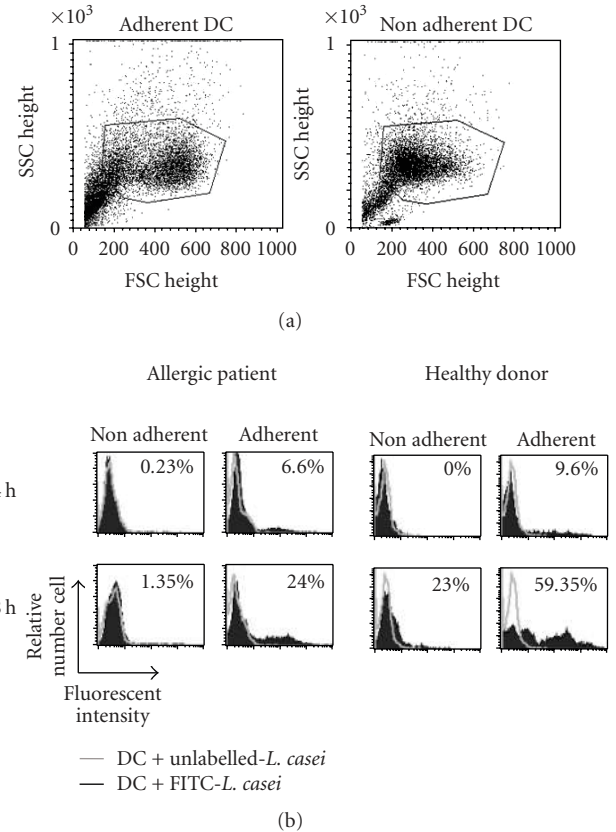 ×10³ Adherent DC
1
SSC height
0
0 200 400 600 800 1000
FSC height
×10³ Non adherent DC
1
SSC height
0
0 200 400 600 800 1000
FSC height
(a)
Allergic patient Healthy donor
Non adherent Adherent Non adherent Adherent
0.23% 6.6% 0% 9.6%
h
1.35% 24% 23% 59.35%
h
Relative
number cell
Fluorescent
intensity
DC + unlabelled-L. casei
DC + FITC-L. casei
(b)